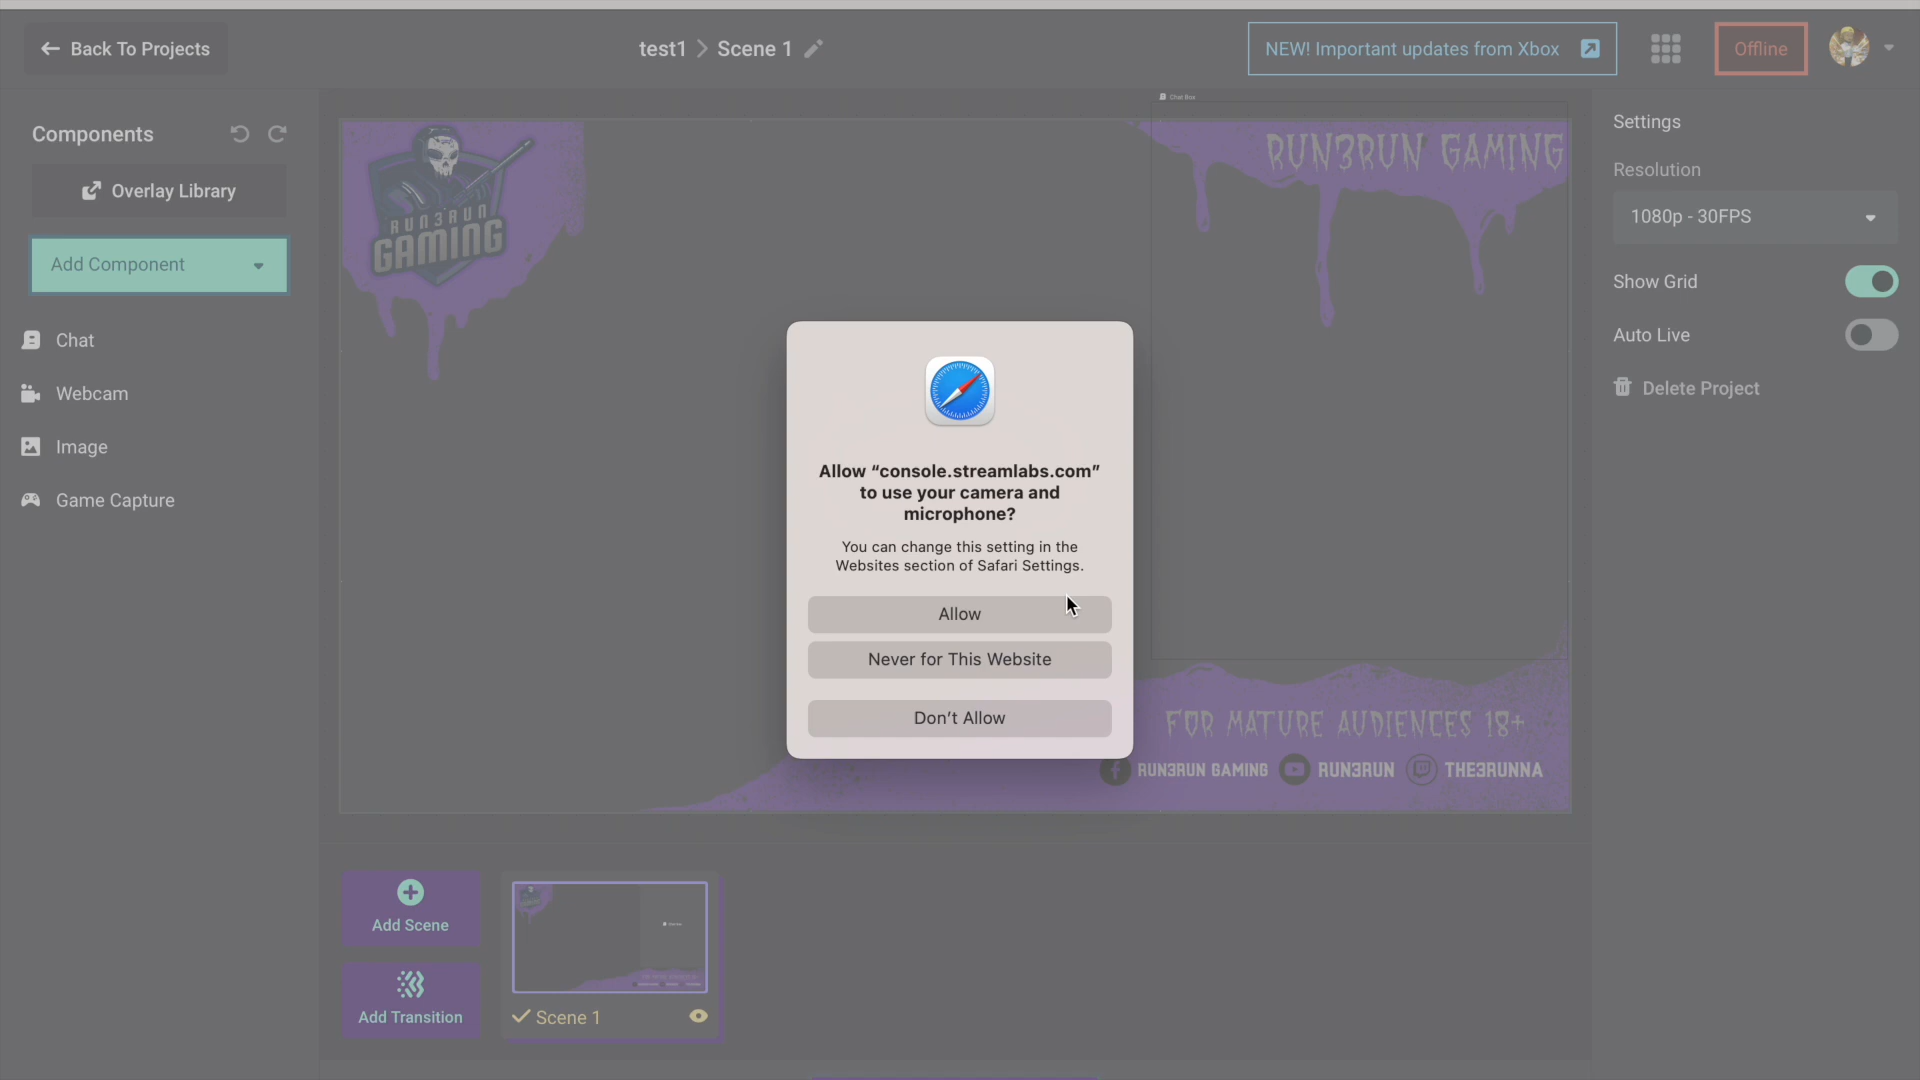 Back To Projects
test1 > Scene 1
NEW! Important updates from Xbox
Offline
Components
Overlay Library
Add Component
Chat
Webcam
Image
Game Capture
Chat Box
RUN3RUN
GAMING
RUN3RUN GAMING
Allow “console.streamlabs.com”
to use your camera and
microphone?
You can change this setting in the
Websites section of Safari Settings.
Allow
Never for This Website
Don’t Allow
FOR MATURE AUDIENCES 18+
RUN3RUN GAMING
RUN3RUN
THE3RUNNA
Settings
Resolution
1080p - 30FPS
Show Grid
Auto Live
Delete Project
Add Scene
Add Transition
Scene 1